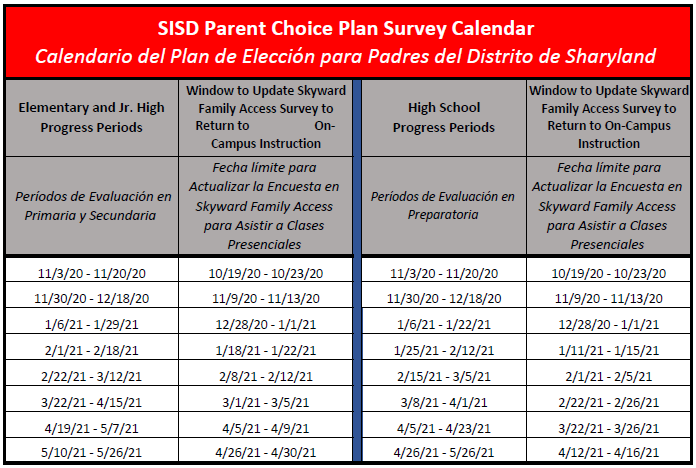 SISD Parent Choice Plan Survey Calendar
Calendario del Plan de Elección para Padres del Distrito de Sharyland
Elementary and Jr. High
Progress Periods
Window to Update Skyward
Family Access Survey to
Return to On-
Campus Instruction
High School
Progress Periods
Window to Update Skyward
Family Access Survey to
Return to On-Campus
Instruction
Períodos de Evaluación en
Primaria y Secundaria
Fecha límite para
Actualizar la Encuesta en
Skyward Family Access
para Asistir a Clases
Presenciales
Períodos de Evaluación en
Preparatoria
Fecha límite para
Actualizar la Encuesta en
Skyward Family Access
para Asistir a Clases
Presenciales
11/3/20 - 11/20/20 10/19/20 - 10/23/20 11/3/20 - 11/20/20 10/19/20 - 10/23/20
11/30/20 - 12/18/20 11/9/20 - 11/13/20 11/30/20 - 12/18/20 11/9/20 - 11/13/20
1/6/21 - 1/29/21 12/28/20 - 1/1/21 1/6/21 - 1/22/21 12/28/20 - 1/1/21
2/1/21 - 2/18/21 1/18/21 - 1/22/21 1/25/21 - 2/12/21 1/11/21 - 1/15/21
2/22/21 - 3/12/21 2/8/21 - 2/12/21 2/15/21 - 3/5/21 2/1/21 - 2/5/21
3/22/21 - 4/15/21 3/1/21 - 3/5/21 3/8/21 - 4/1/21 2/22/21 - 2/26/21
4/19/21 - 5/7/21 4/5/21 - 4/9/21 4/5/21 - 4/23/21 3/22/21 - 3/26/21
5/10/21 - 5/26/21 4/26/21 - 4/30/21 4/26/21 - 5/26/21 4/12/21 - 4/16/21